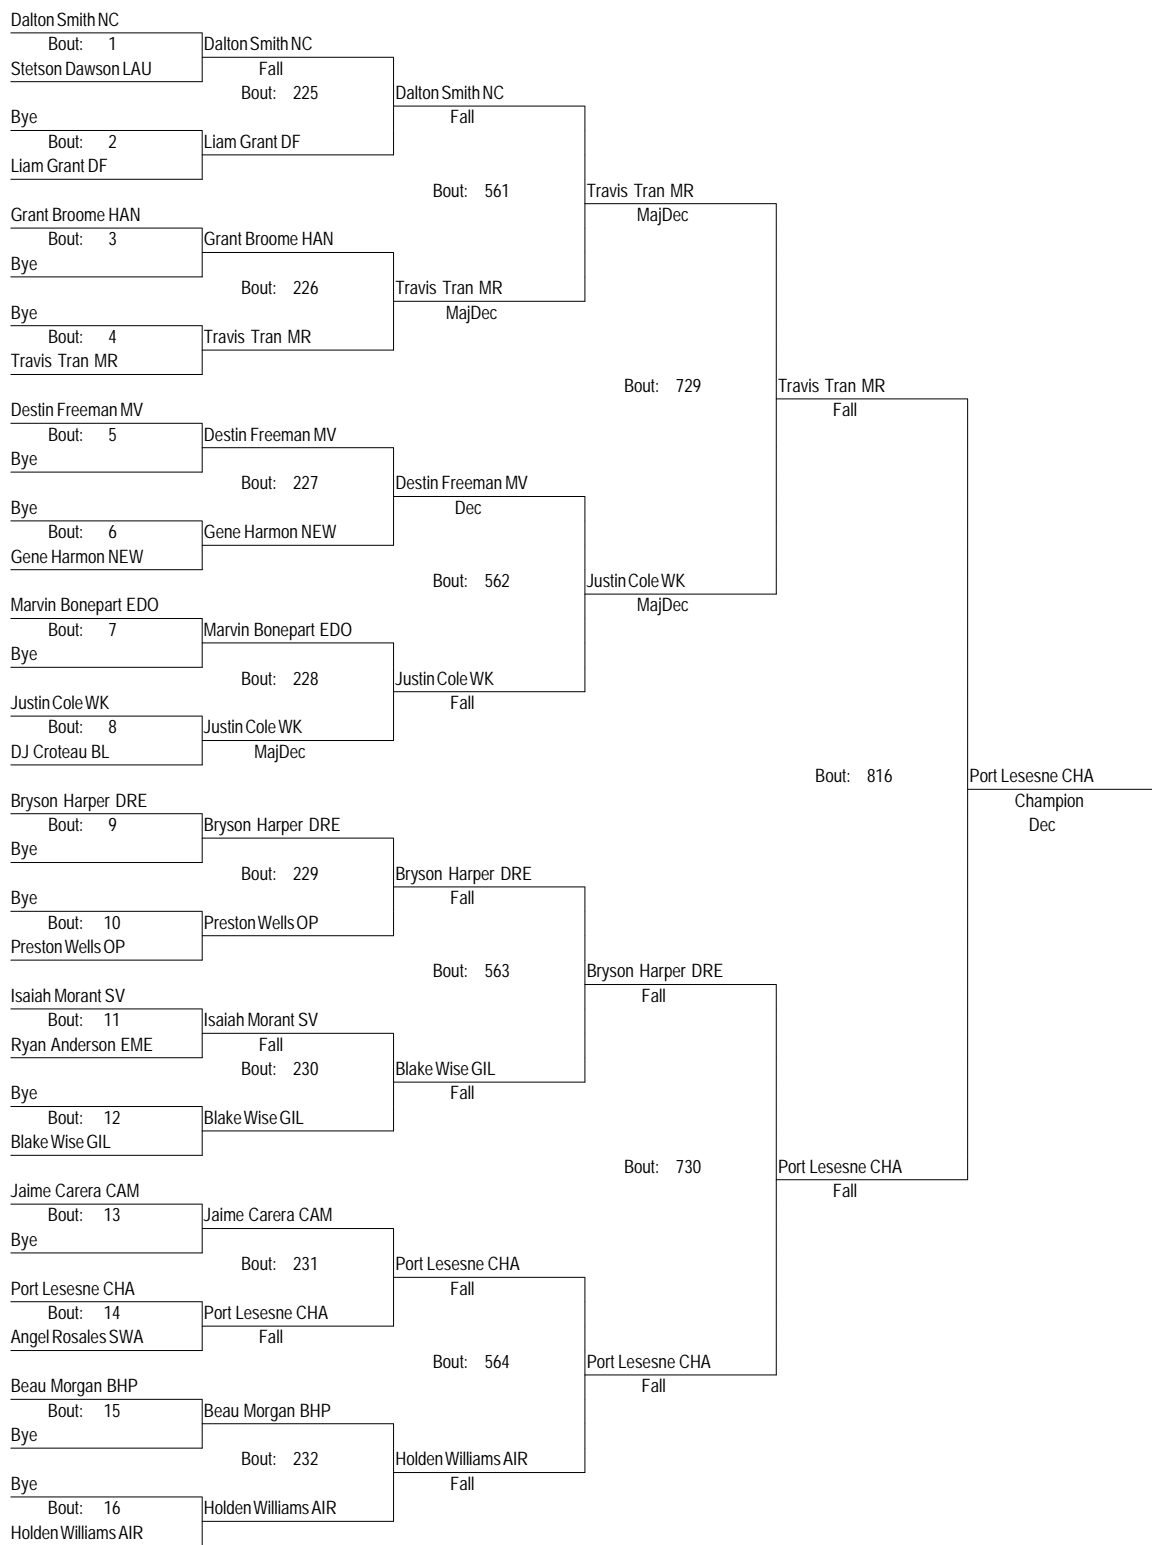 Dalton Smith NC
Bout: 1
Dalton Smith NC
Stetson Dawson LAU
Fall
Bout: 225
Dalton Smith NC
Bye
Fall
Bout: 2
Liam Grant DF
Liam Grant DF
Bout: 561
Travis Tran MR
Grant Broome HAN
MajDec
Bout: 3
Grant Broome HAN
Bye
Bout: 226
Travis Tran MR
Bye
MajDec
Bout: 4
Travis Tran MR
Travis Tran MR
Bout: 729
Travis Tran MR
Destin Freeman MV
Fall
Bout: 5
Destin Freeman MV
Bye
Bout: 227
Destin Freeman MV
Bye
Dec
Bout: 6
Gene Harmon NEW
Gene Harmon NEW
Bout: 562
Justin Cole WK
Marvin Bonepart EDO
MajDec
Bout: 7
Marvin Bonepart EDO
Bye
Bout: 228
Justin Cole WK
Justin Cole WK
Fall
Bout: 8
Justin Cole WK
DJ Croteau BL
MajDec
Bout: 816
Port Lesesne CHA
Bryson Harper DRE
Champion
Bout: 9
Bryson Harper DRE
Dec
Bye
Bout: 229
Bryson Harper DRE
Bye
Fall
Bout: 10
Preston Wells OP
Preston Wells OP
Bout: 563
Bryson Harper DRE
Isaiah Morant SV
Fall
Bout: 11
Isaiah Morant SV
Ryan Anderson EME
Fall
Bout: 230
Blake Wise GIL
Bye
Fall
Bout: 12
Blake Wise GIL
Blake Wise GIL
Bout: 730
Port Lesesne CHA
Jaime Carera CAM
Fall
Bout: 13
Jaime Carera CAM
Bye
Bout: 231
Port Lesesne CHA
Port Lesesne CHA
Fall
Bout: 14
Port Lesesne CHA
Angel Rosales SWA
Fall
Bout: 564
Port Lesesne CHA
Beau Morgan BHP
Fall
Bout: 15
Beau Morgan BHP
Bye
Bout: 232
Holden Williams AIR
Bye
Fall
Bout: 16
Holden Williams AIR
Holden Williams AIR